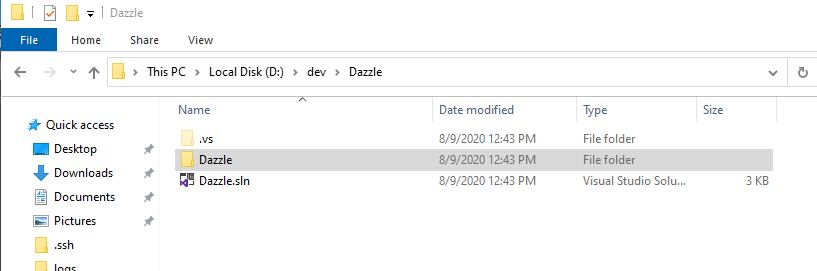 Dazzle
File Home Share View
This PC Local Disk (D:) dev Dazzle
Name Date modified Type Size
Quick access
.vs 8/9/2020 12:43 PM File folder
Desktop
Dazzle 8/9/2020 12:43 PM File folder
Downloads
Dazzle.sln 8/9/2020 12:43 PM Visual Studio Solu... 3 KB
Documents
Pictures
.ssh
logs